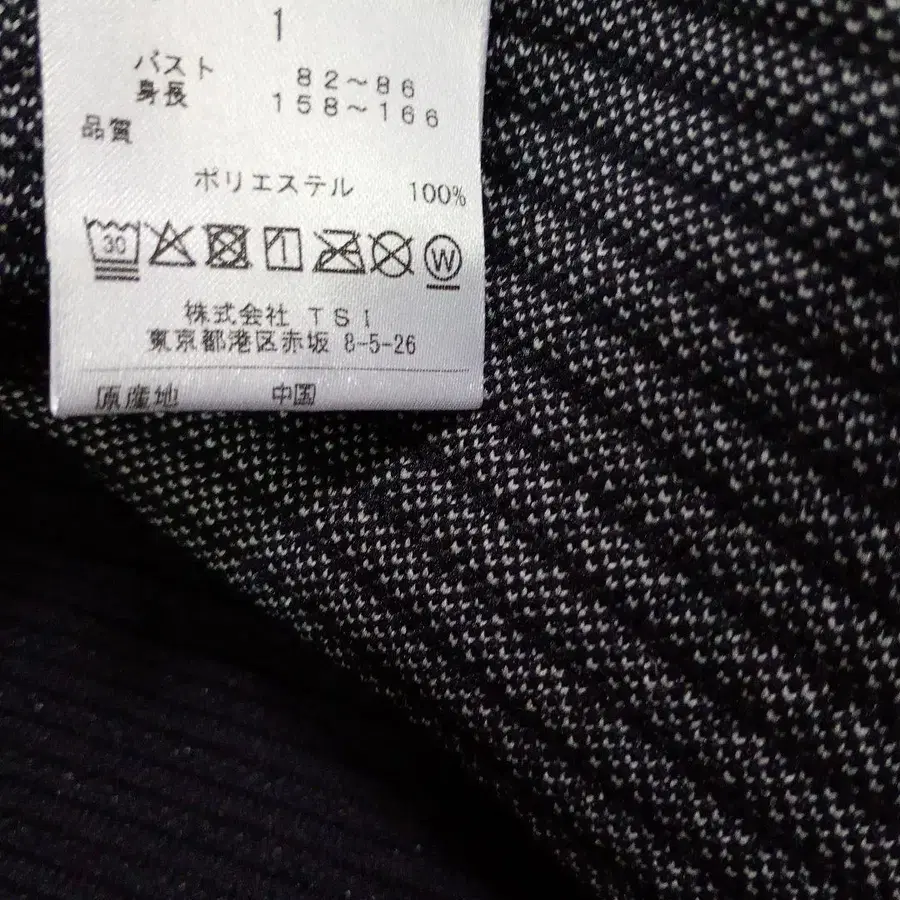 1
バスト 82～86
身長 158～166
品質
ポリエステル 100%
30
W
株式会社 TSI
東京都港区赤坂 8-5-26
原産地 中国